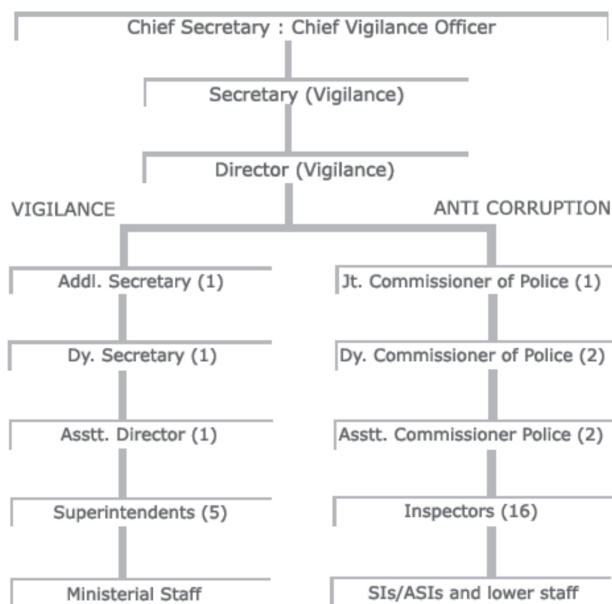 Chief Secretary : Chief Vigilance Officer
Secretary (Vigilance)
Director (Vigilance)
VIGILANCE
ANTI CORRUPTION
Addl. Secretary (1)
Jt. Commissioner of Police (1)
Dy. Secretary (1)
Dy. Commissioner of Police (2)
Asstt. Director (1)
Asstt. Commissioner Police (2)
Superintendents (5)
Inspectors (16)
Ministerial Staff
SIs/ASIs and lower staff